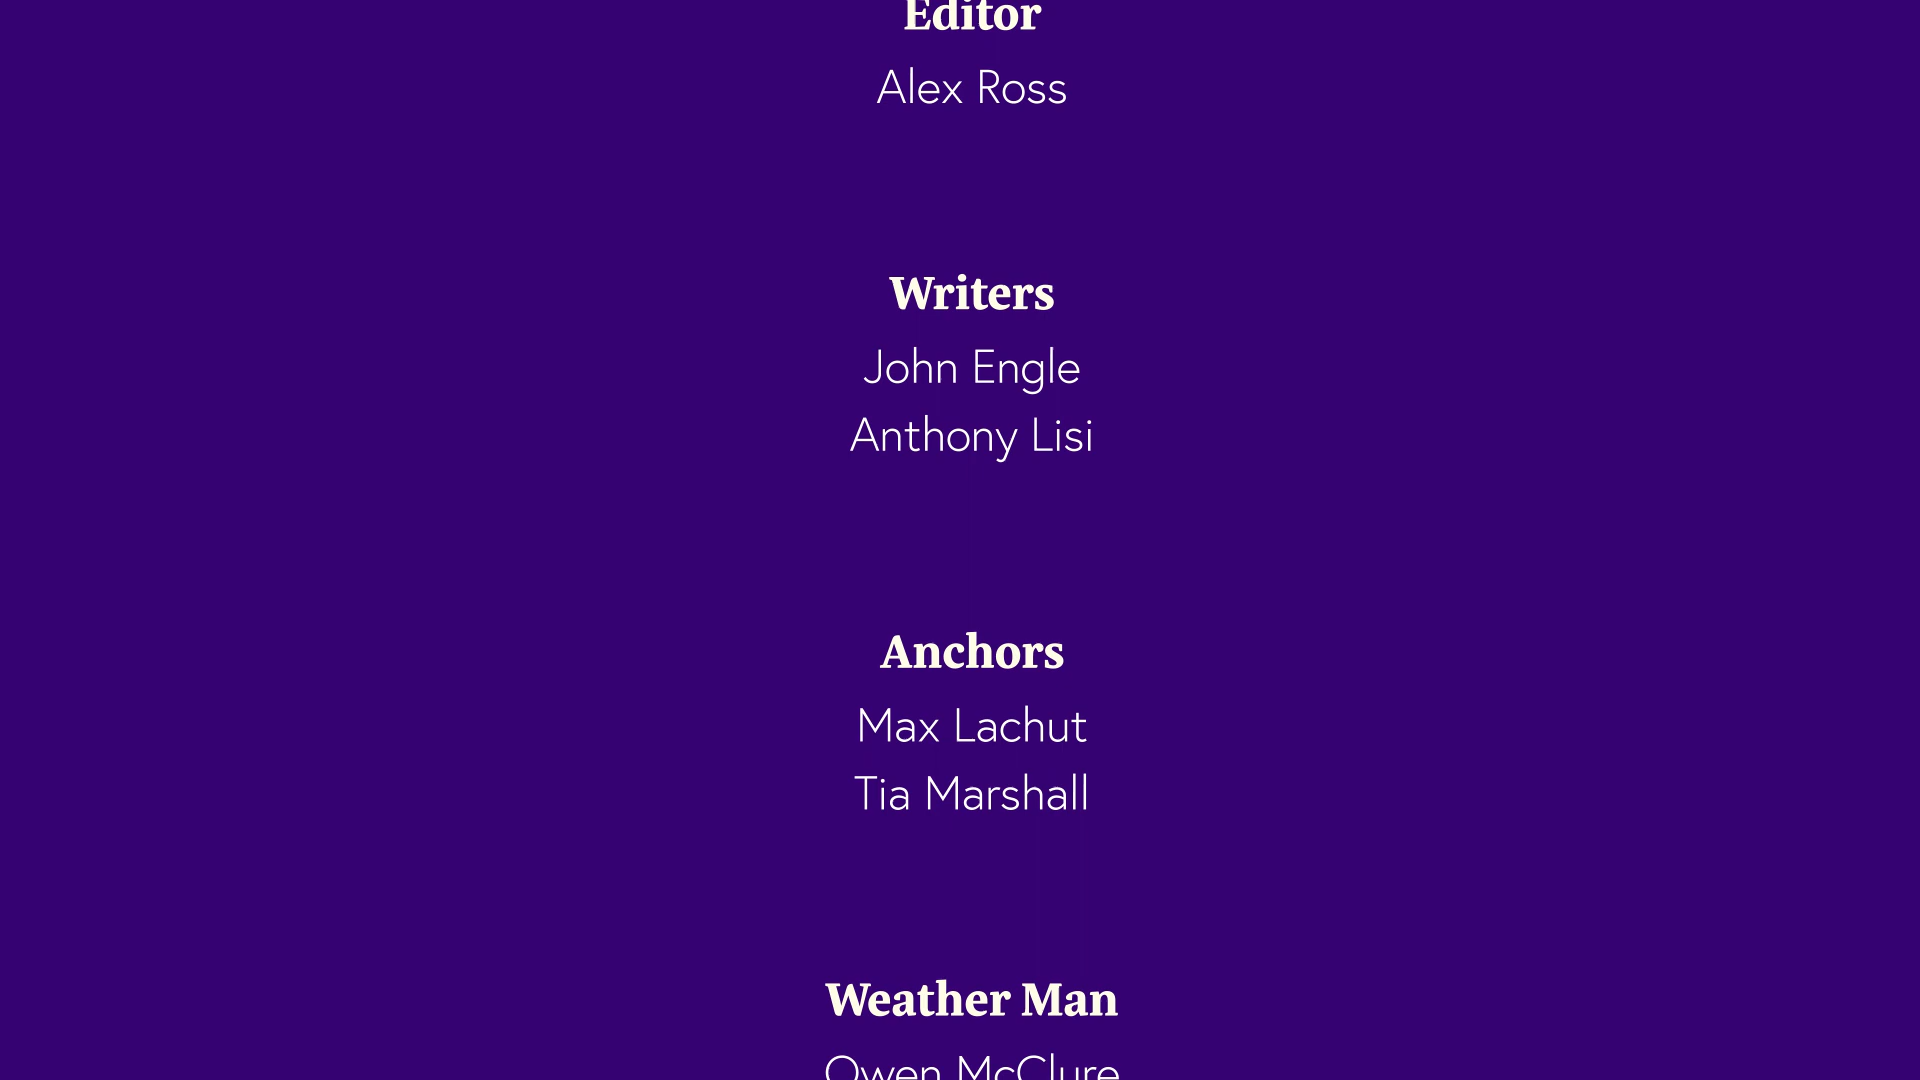 Editor
Alex Ross
Writers
John Engle
Anthony Lisi
Anchors
Max Lachut
Tia Marshall
Weather Man
Owen McClure